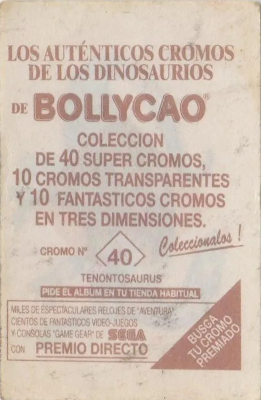 LOS AUTÉNTICOS CROMOS
DE LOS DINOSAURIOS
DE BOLLYCAO®
COLECCION
DE 40 SUPER CROMOS,
10 CROMOS TRANSPARENTES
Y 10 FANTASTICOS CROMOS
EN TRES DIMENSIONES.
Coleccionalos!
CROMO Nº 40
TENONTOSAURUS
PIDE EL ALBUM EN TU TIENDA HABITUAL
MILES DE ESPECTACULARES RELOJES DE "AVENTURA",
CIENTOS DE FANTASTICOS VIDEO-JUEGOS
Y CONSOLAS "GAME GEAR" DE SEGA
CON PREMIO DIRECTO
BUSCA
TU CROMO
PREMIADO